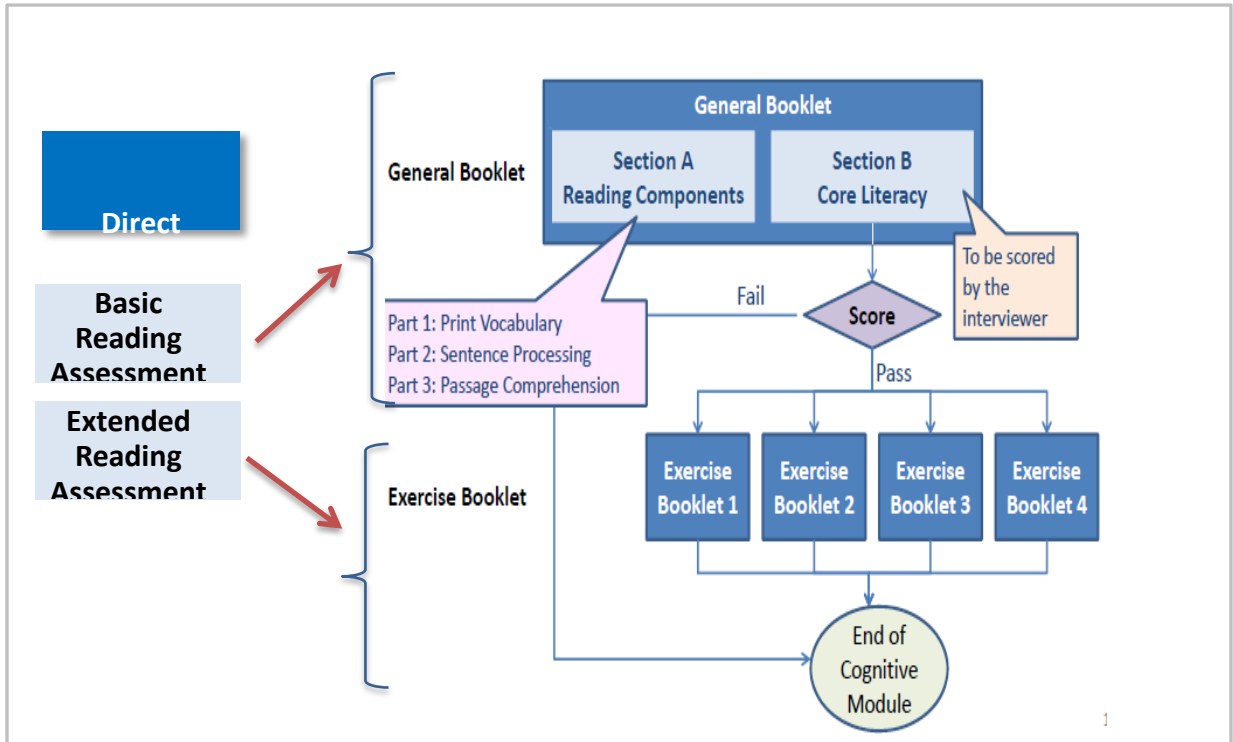 General Booklet
Section A
Reading Components
Section B
Core Literacy
General Booklet
Direct
To be scored
by the
interviewer
Basic
Reading
Assessment
Fail
Score
Part 1: Print Vocabulary
Part 2: Sentence Processing
Part 3: Passage Comprehension
Pass
Extended
Reading
Assessment
Exercise Booklet
Exercise
Booklet 1
Exercise
Booklet 2
Exercise
Booklet 3
Exercise
Booklet 4
End of
Cognitive
Module
1